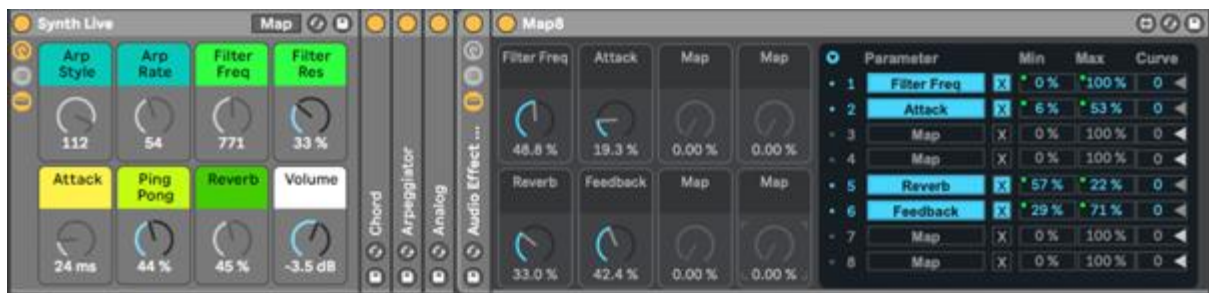 Synth Live
Map
Map8
Arp Style
Arp Rate
Filter Freq
Filter Res
112
54
771
33 %
Attack
Ping Pong
Reverb
Volume
24 ms
44 %
45 %
-3.5 dB
Chord
Arpeggiator
Analog
Audio Effect ...
Filter Freq
Attack
Map
Map
48.8 %
19.3 %
0.00 %
0.00 %
Reverb
Feedback
Map
Map
33.0 %
42.4 %
0.00 %
0.00 %
Parameter Min Max Curve
1 Filter Freq X 0 % 100 % 0
2 Attack X 6 % 53 % 0
3 Map X 0 % 100 % 0
4 Map X 0 % 100 % 0
5 Reverb X 57 % 22 % 0
6 Feedback X 29 % 71 % 0
7 Map X 0 % 100 % 0
8 Map X 0 % 100 % 0